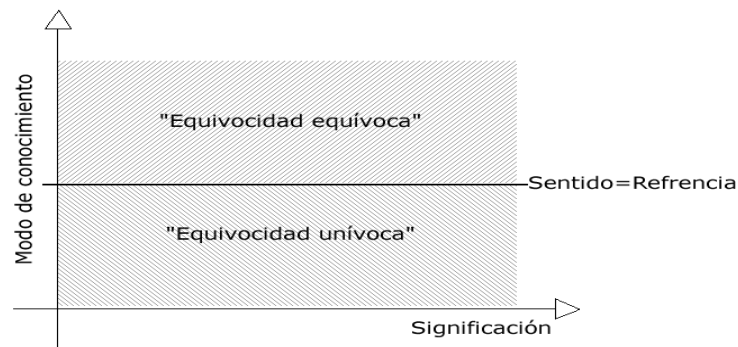 Modo de conocimiento
"Equivocidad equívoca"
Sentido=Refrencia
"Equivocidad unívoca"
Significación